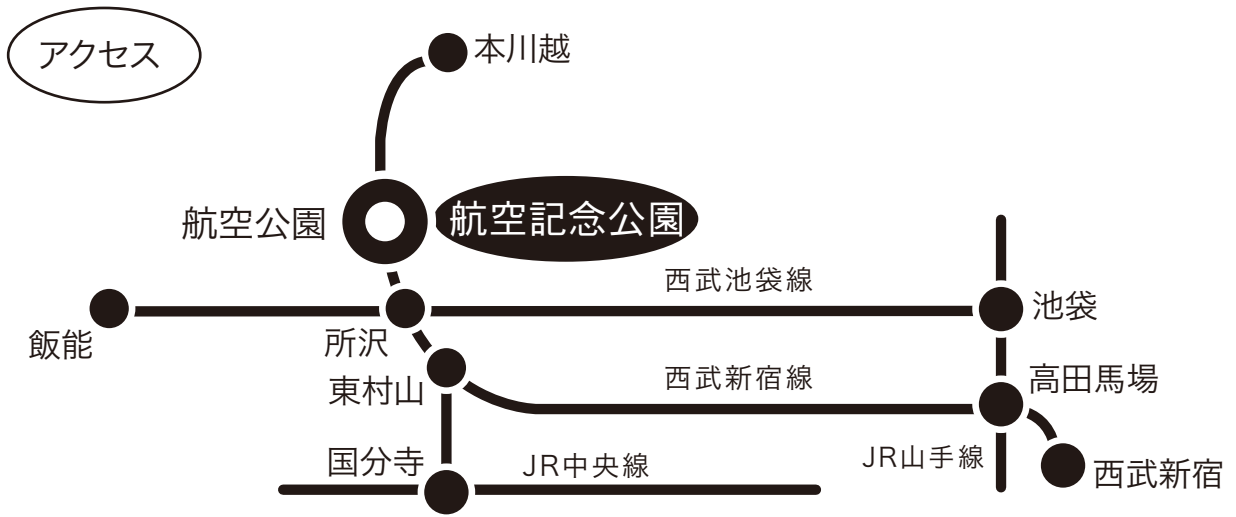 アクセス
本川越
航空公園
航空記念公園
西武池袋線
池袋
飯能
所沢
東村山
西武新宿線
高田馬場
国分寺
JR中央線
JR山手線
西武新宿